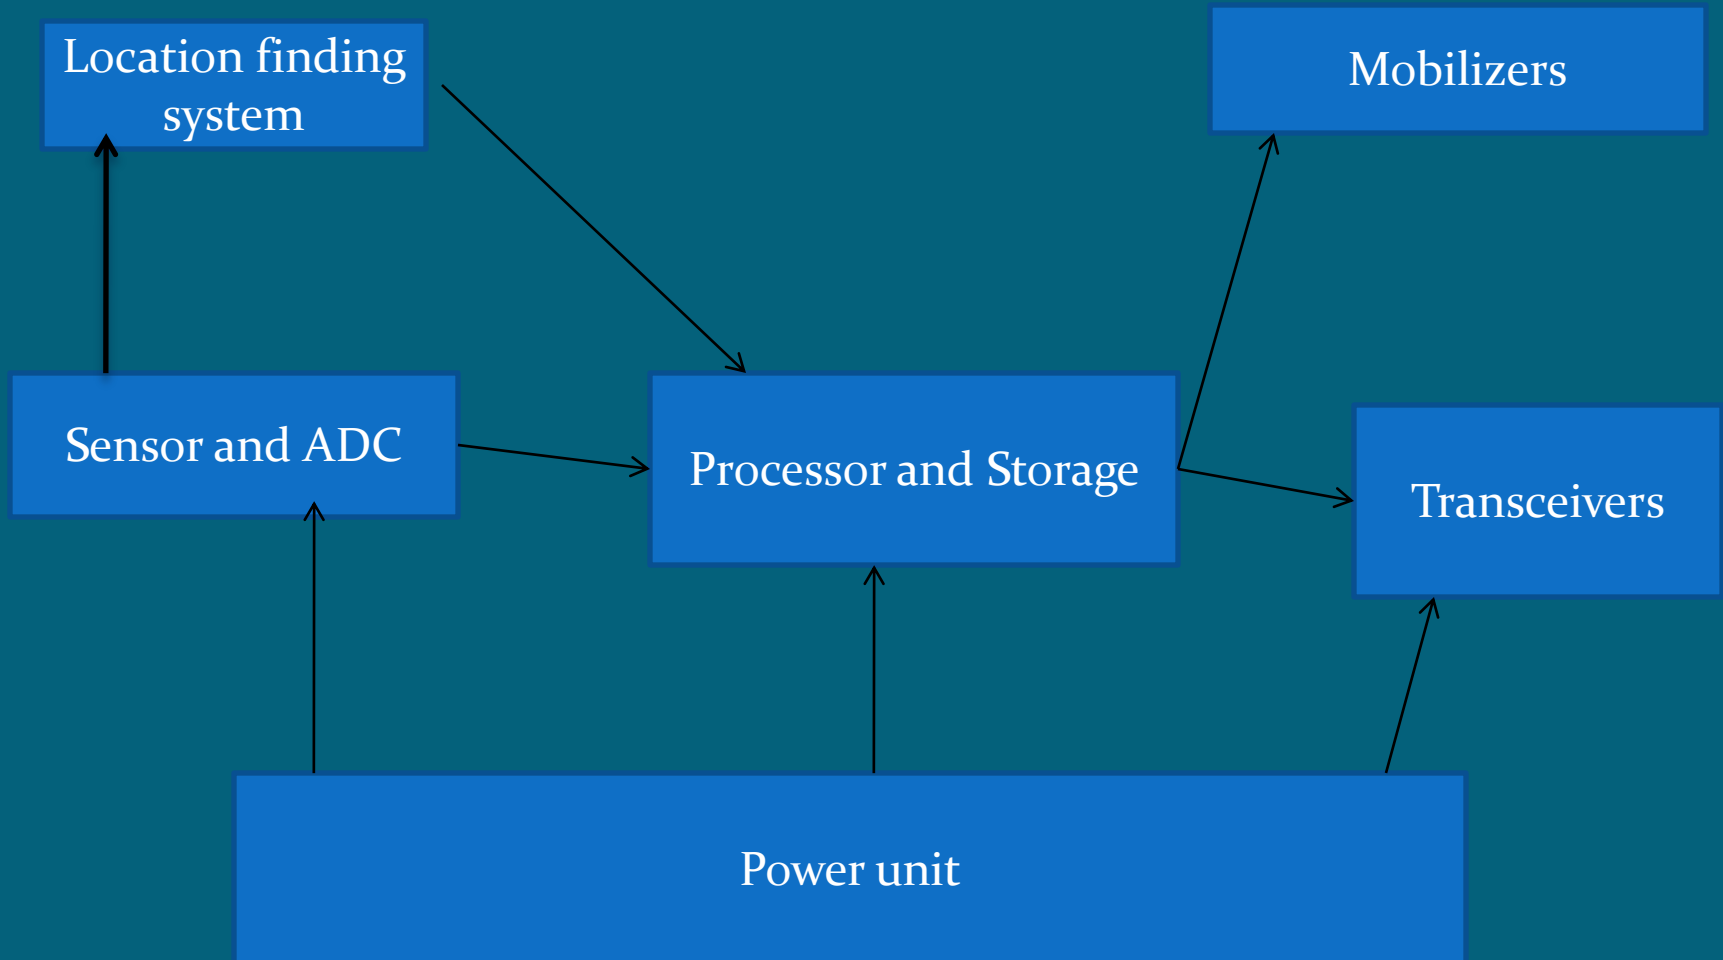 Location finding
system
Mobilizers
Sensor and ADC
Processor and Storage
Transceivers
Power unit